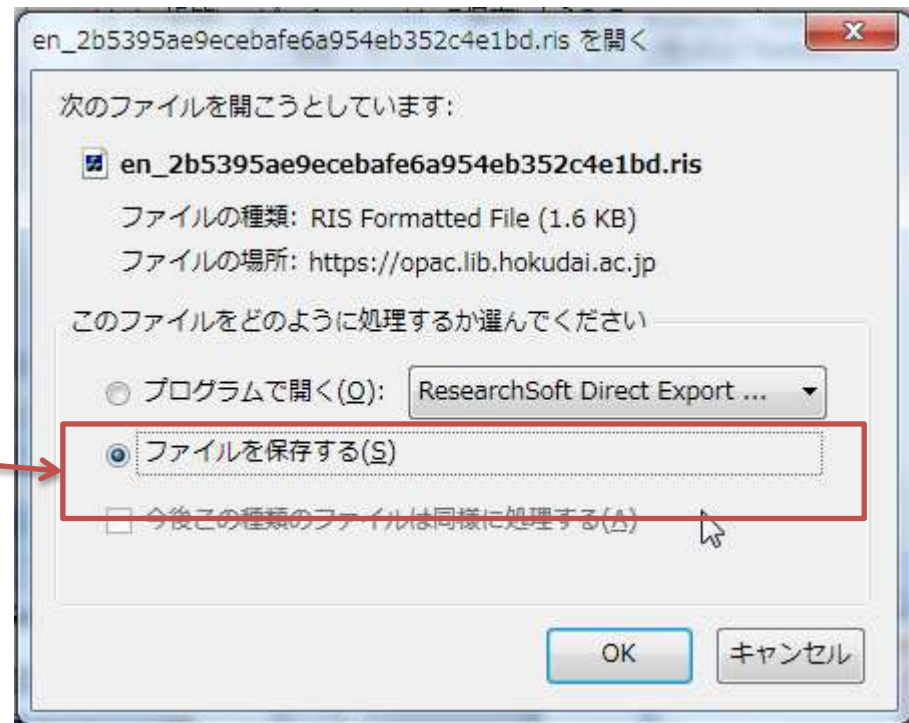 en_2b5395ae9ecebafe6a954eb352c4e1bd.ris を開く
次のファイルを開こうとしています:
en_2b5395ae9ecebafe6a954eb352c4e1bd.ris
ファイルの種類: RIS Formatted File (1.6 KB)
ファイルの場所: https://opac.lib.hokudai.ac.jp
このファイルをどのように処理するか選んでください
プログラムで開く(O): ResearchSoft Direct Export ...
ファイルを保存する(S)
今後この種類のファイルは同様に処理する(A)
OK キャンセル